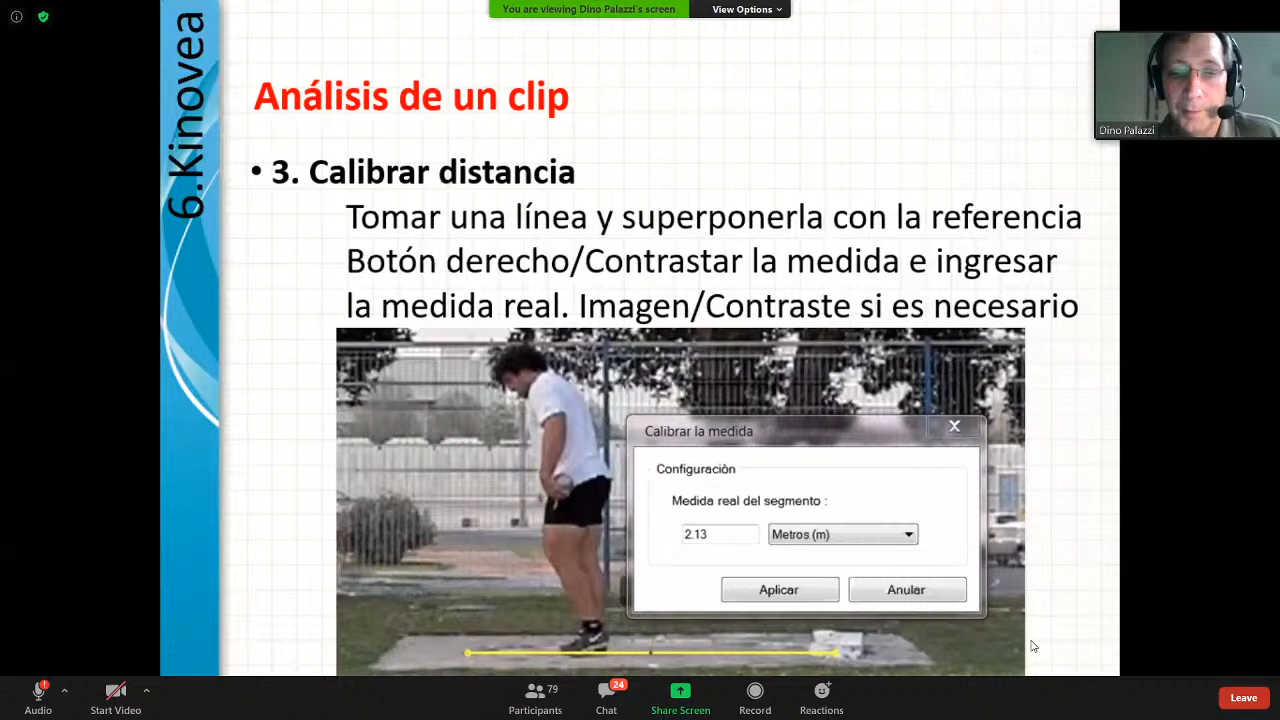 You are viewing Dino Palazzi's screen
View Options
6.Kinovea
Análisis de un clip
Dino Palazzi
• 3. Calibrar distancia
Tomar una línea y superponerla con la referencia
Botón derecho/Contrastar la medida e ingresar
la medida real. Imagen/Contraste si es necesario
Calibrar la medida
X
Configuraciòn
Medida real del segmento :
2.13
Metros (m)
Aplicar
Anular
Audio
Start Video
79
Participants
24
Chat
Share Screen
Record
Reactions
Leave